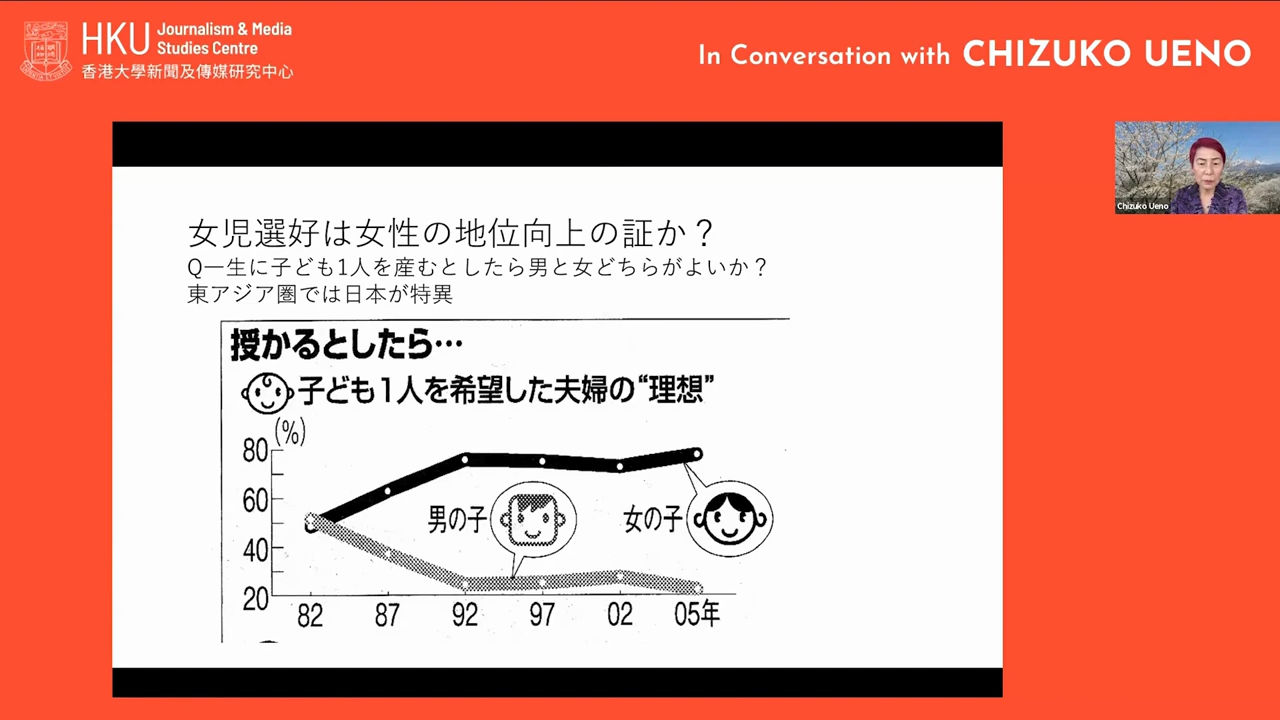 HKU
Journalism & Media
Studies Centre
香港大學新聞及傳媒研究中心
In Conversation with CHIZUKO UENO
Chizuko Ueno
女児選好は女性の地位向上の証か？
Q一生に子ども1人を産むとしたら男と女どちらがよいか？
東アジア圏では日本が特異
授かるとしたら…
子ども1人を希望した夫婦の“理想”
(%)
80
60
40
20
男の子
女の子
82 87 92 97 02 05年